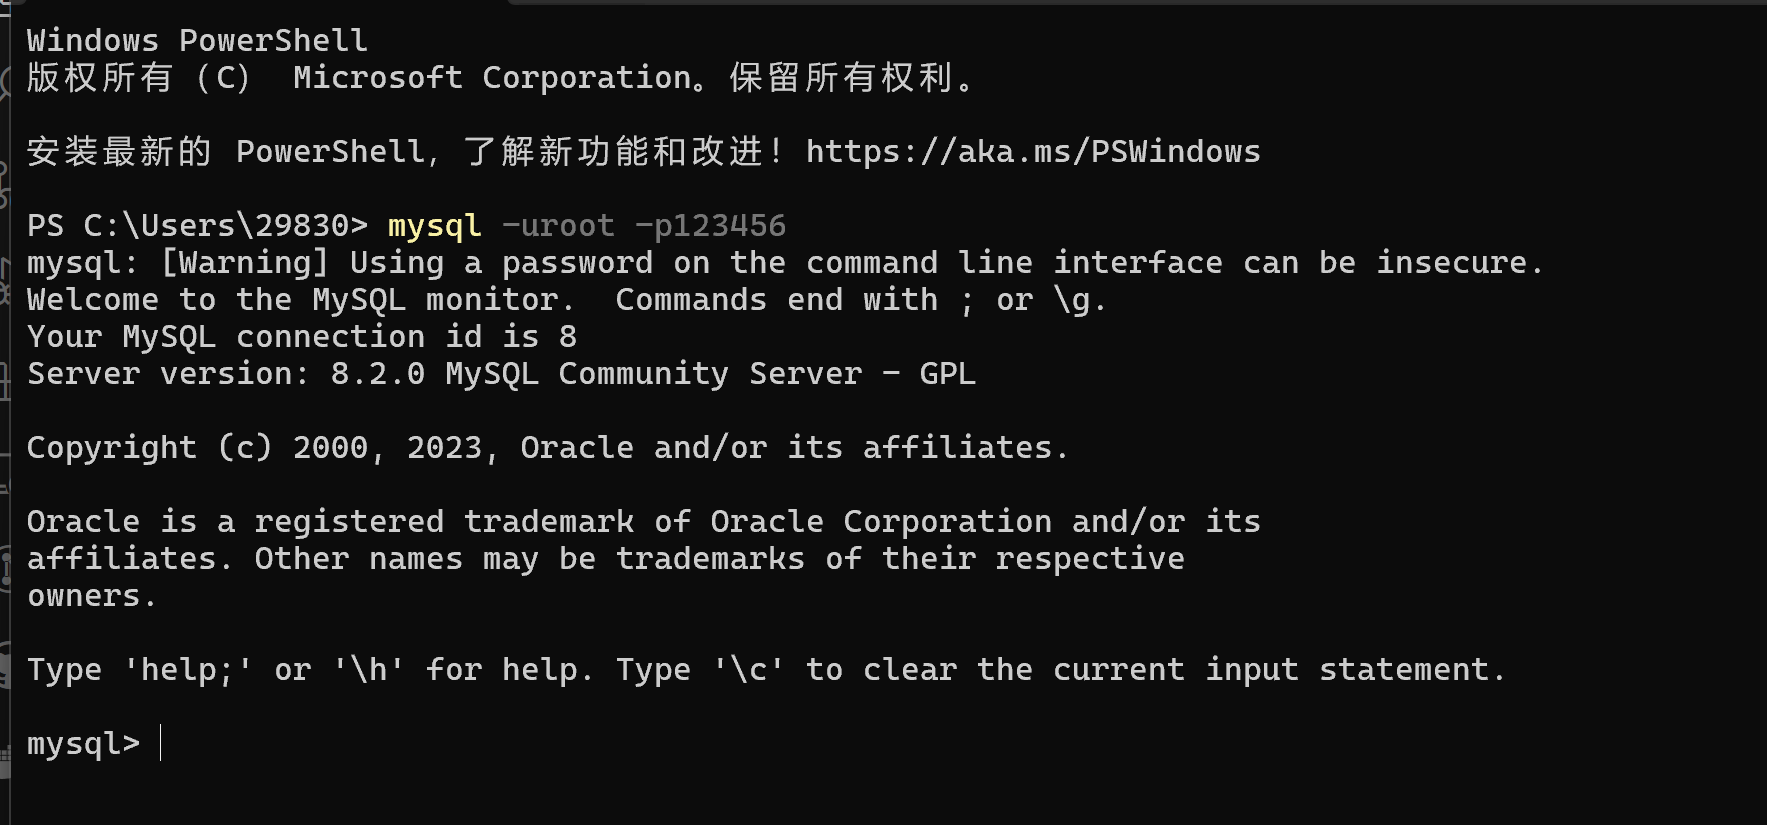 Windows PowerShell
版权所有（C） Microsoft Corporation。保留所有权利。
安装最新的 PowerShell，了解新功能和改进！https://aka.ms/PSWindows
PS C:\Users\29830> mysql -uroot -p123456
mysql: [Warning] Using a password on the command line interface can be insecure.
Welcome to the MySQL monitor.  Commands end with ; or \g.
Your MySQL connection id is 8
Server version: 8.2.0 MySQL Community Server - GPL
Copyright (c) 2000, 2023, Oracle and/or its affiliates.
Oracle is a registered trademark of Oracle Corporation and/or its
affiliates. Other names may be trademarks of their respective
owners.
Type 'help;' or '\h' for help. Type '\c' to clear the current input statement.
mysql>